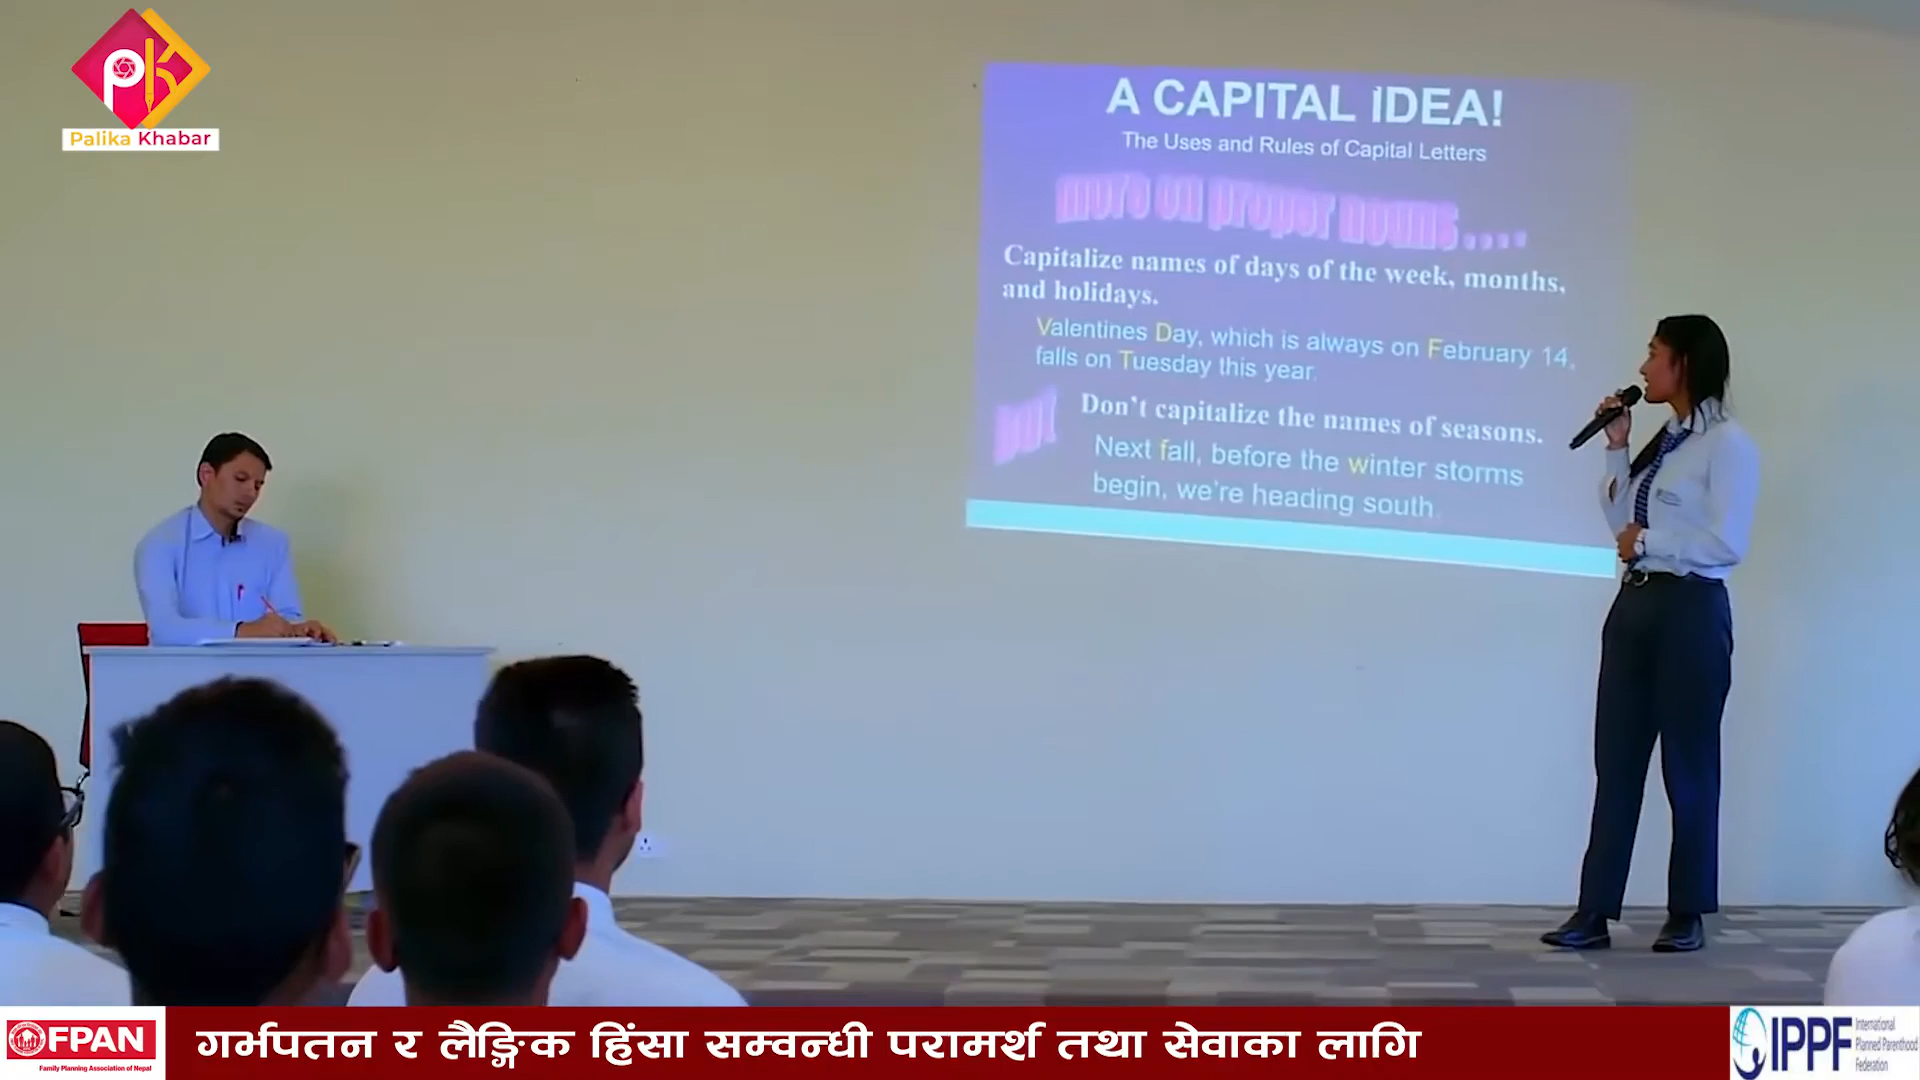 PK
Palika Khabar
A CAPITAL IDEA!
The Uses and Rules of Capital Letters
more on proper nouns....
Capitalize names of days of the week, months,
and holidays.
Valentines Day, which is always on February 14,
falls on Tuesday this year.
Don't capitalize the names of seasons.
Next fall, before the winter storms
begin, we're heading south.
FPAN
Family Planning Association of Nepal
गर्भपतन र लैङ्गिक हिंसा सम्वन्धी परामर्श तथा सेवाका लागि
IPPF
International
Planned Parenthood
Federation